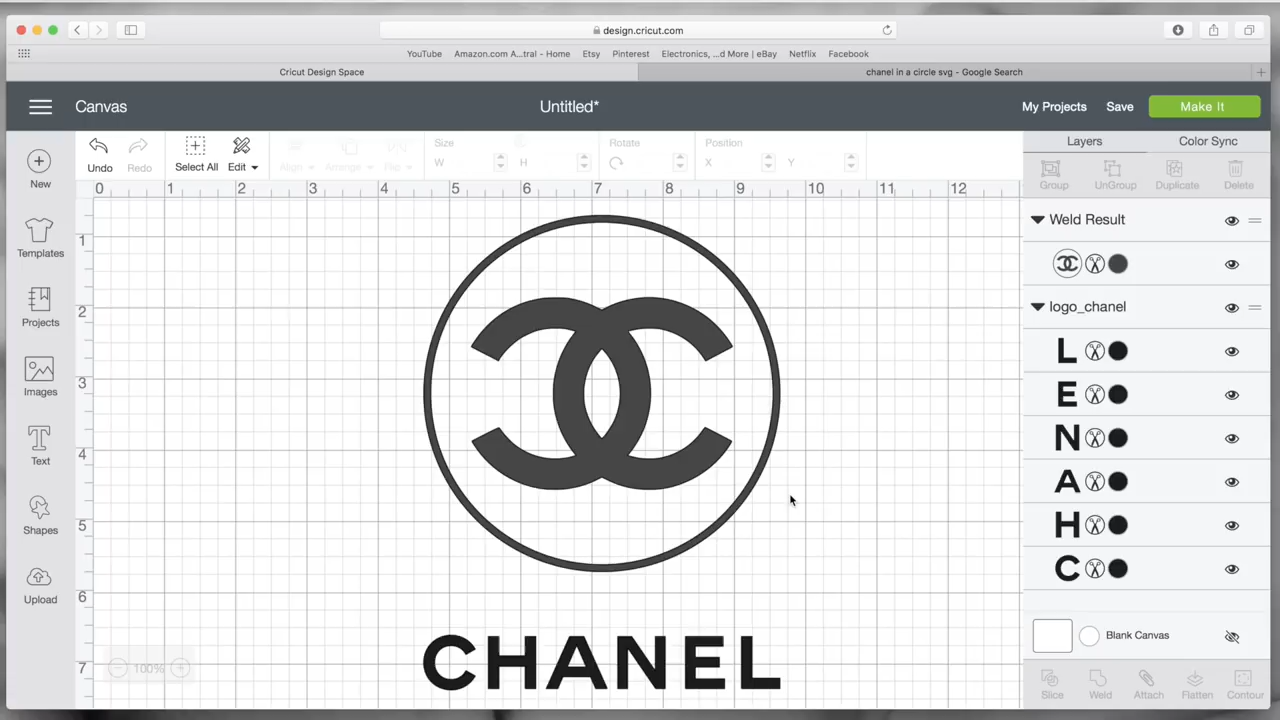 design.cricut.com
YouTube Amazon.com A...tral - Home Etsy Pinterest Electronics, ...d More | eBay Netflix Facebook
Cricut Design Space chanel in a circle svg - Google Search
Canvas Untitled* My Projects Save Make It
Undo Redo Select All Edit Align Arrange Flip Size W H Rotate Position X Y
Layers Color Sync
Group UnGroup Duplicate Delete
0 1 2 3 4 5 6 7 8 9 10 11 12
1
2
3
4
5
6
7
New
Templates
Projects
Images
Text
Shapes
Upload
Weld Result
logo_chanel
L
E
N
A
H
C
Blank Canvas
Slice Weld Attach Flatten Contour
CHANEL
100%